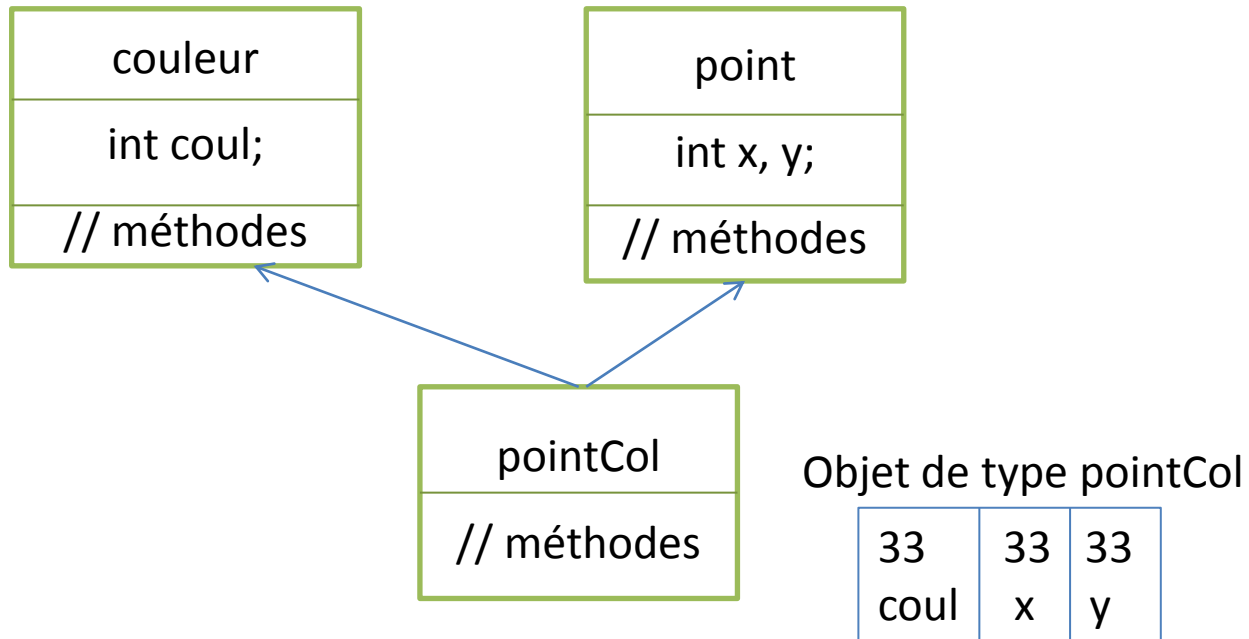 couleur
int coul;
// méthodes
point
int x, y;
// méthodes
pointCol
// méthodes
Objet de type pointCol
33 33 33
coul x y